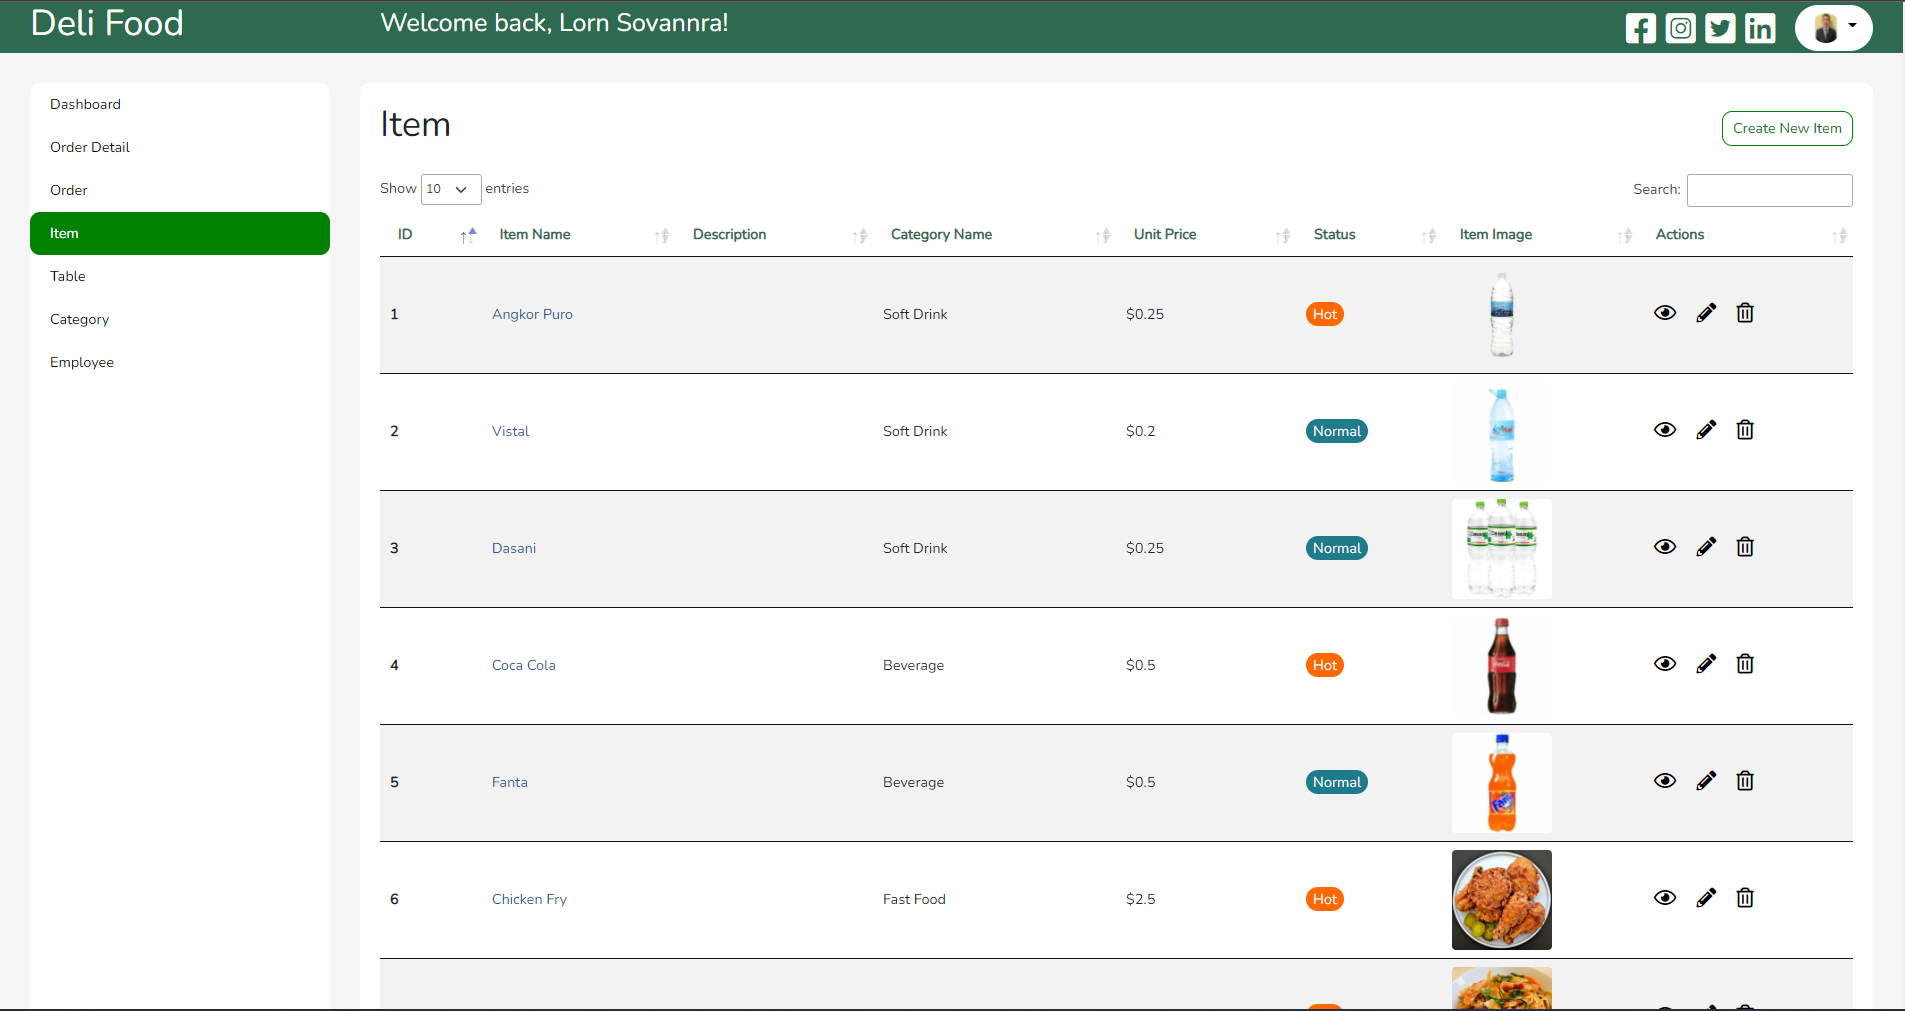 Deli Food
Welcome back, Lorn Sovannra!
Dashboard
Order Detail
Order
Item
Table
Category
Employee
Item
Create New Item
Show 10 entries
Search:
ID Item Name Description Category Name Unit Price Status Item Image Actions
1 Angkor Puro Soft Drink $0.25 Hot
2 Vistal Soft Drink $0.2 Normal
3 Dasani Soft Drink $0.25 Normal
4 Coca Cola Beverage $0.5 Hot
5 Fanta Beverage $0.5 Normal
6 Chicken Fry Fast Food $2.5 Hot